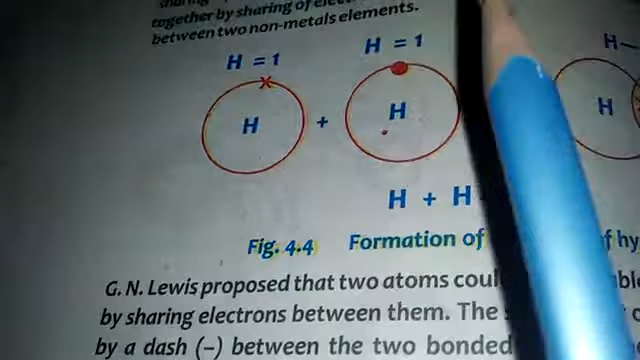 together by sharing of
between two non-metals elements.
H = 1
H = 1
H +
H
H
H
H + H
Fig. 4.4 Formation of
G. N. Lewis proposed that two atoms
by sharing electrons between them. The
by a dash (–) between the two bonded